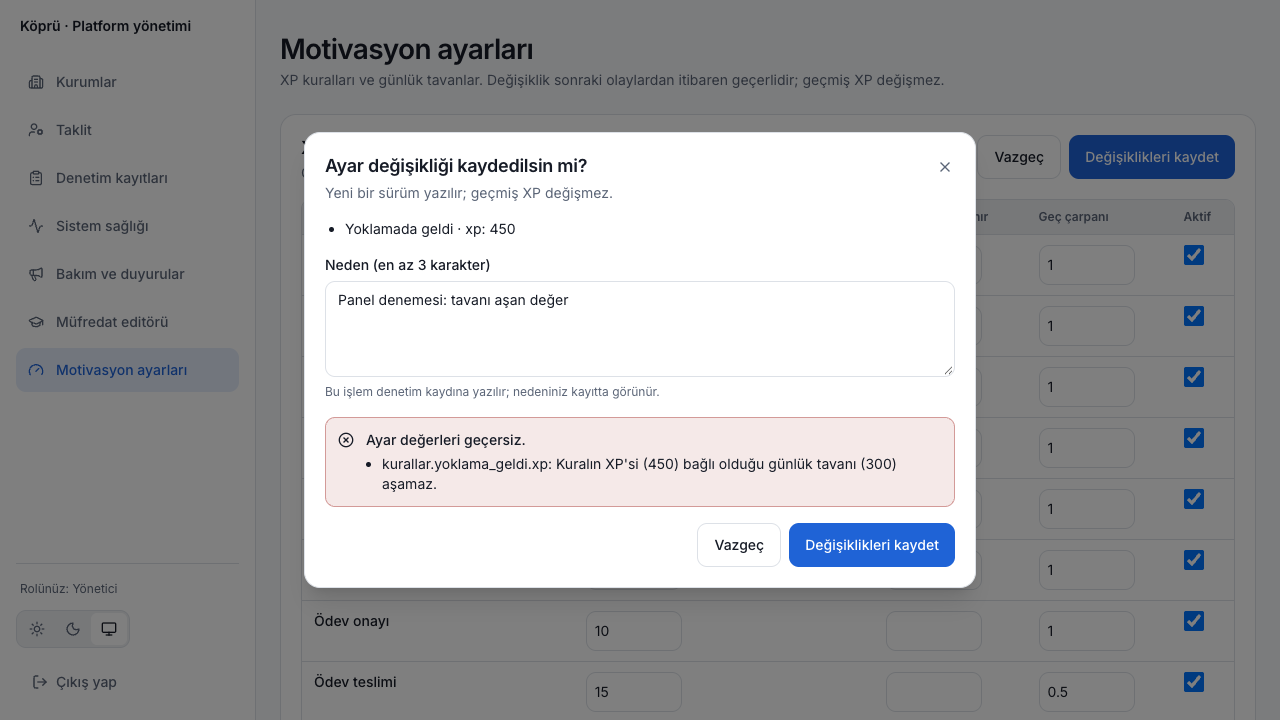 Köprü · Platform yönetimi
Kurumlar
Taklit
Denetim kayıtları
Sistem sağlığı
Bakım ve duyurular
Müfredat editörü
Motivasyon ayarları
Rolünüz: Yönetici
Çıkış yap
Motivasyon ayarları
XP kuralları ve günlük tavanlar. Değişiklik sonraki olaylardan itibaren geçerlidir; geçmiş XP değişmez.
Vazgeç
Değişiklikleri kaydet
Geç çarpanı
Aktif
1
1
1
1
1
1
Ödev onayı
10
1
Ödev teslimi
15
0.5
Ayar değişikliği kaydedilsin mi?
Yeni bir sürüm yazılır; geçmiş XP değişmez.
• Yoklamada geldi · xp: 450
Neden (en az 3 karakter)
Panel denemesi: tavanı aşan değer
Bu işlem denetim kaydına yazılır; nedeniniz kayıtta görünür.
Ayar değerleri geçersiz.
• kurallar.yoklama_geldi.xp: Kuralın XP'si (450) bağlı olduğu günlük tavanı (300)
aşamaz.
Vazgeç
Değişiklikleri kaydet